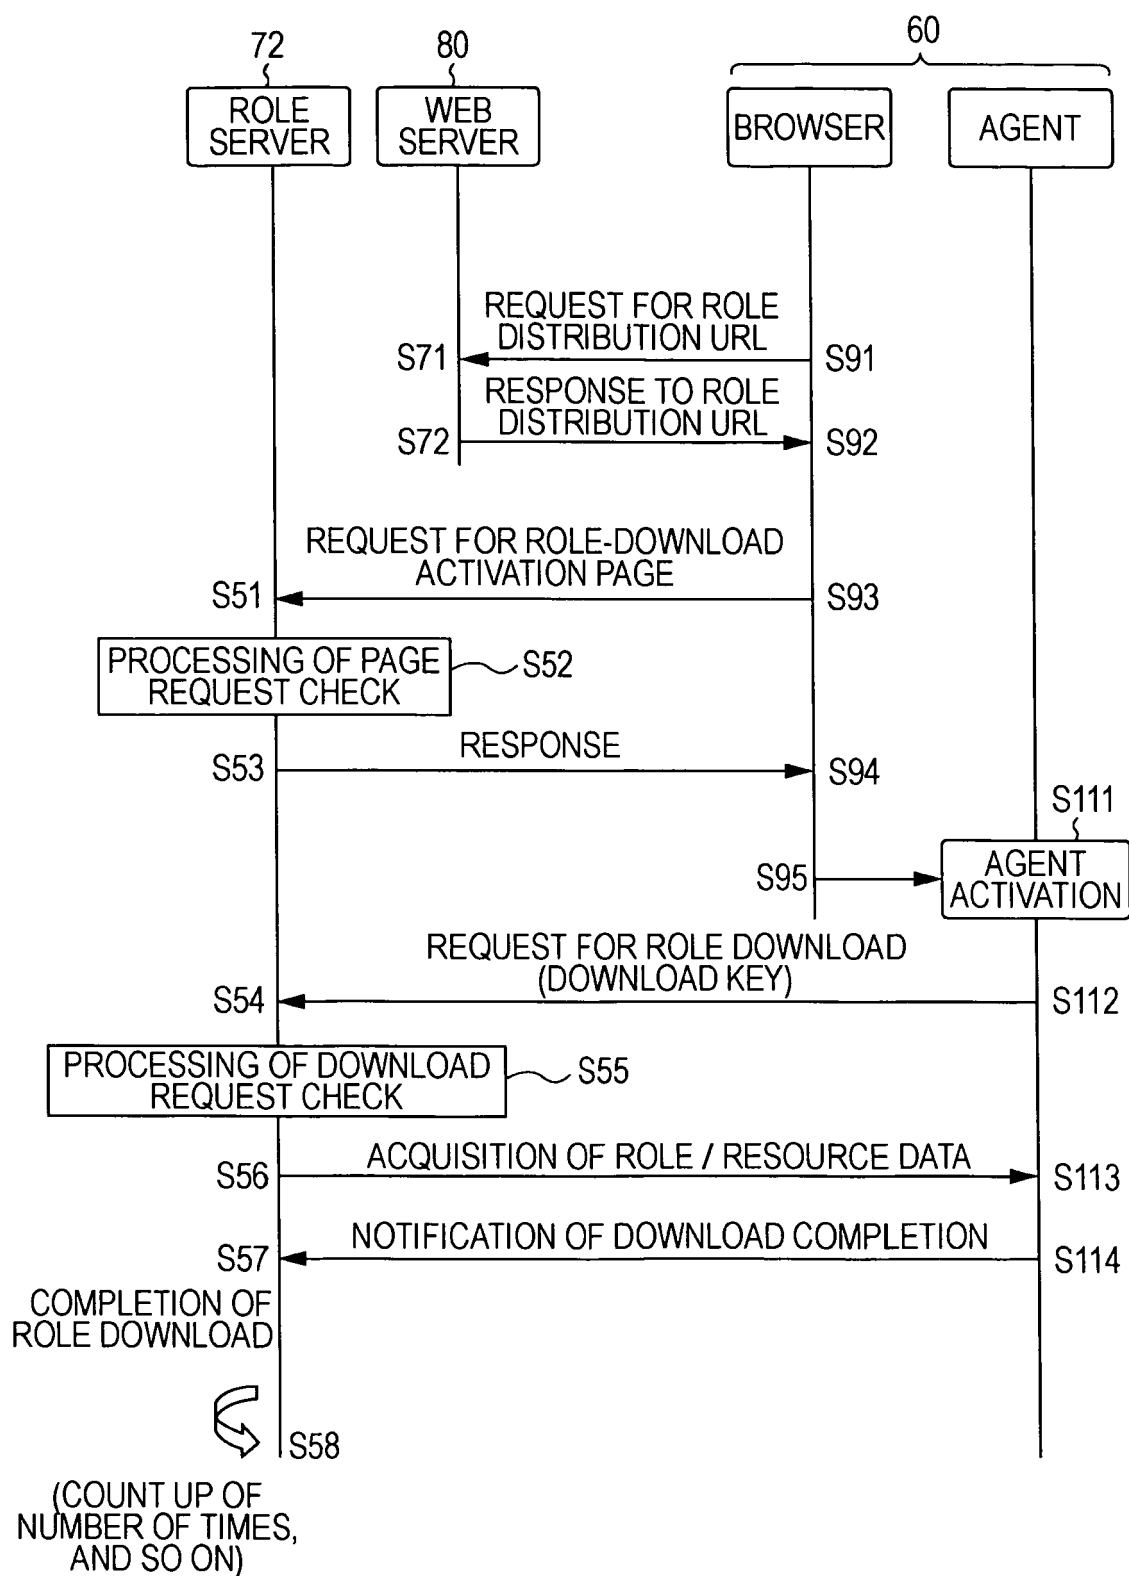 60
72
80
ROLE
SERVER
WEB
SERVER
BROWSER
AGENT
REQUEST FOR ROLE
DISTRIBUTION URL
S71
S91
RESPONSE TO ROLE
DISTRIBUTION URL
S72
S92
REQUEST FOR ROLE-DOWNLOAD
ACTIVATION PAGE
S51
S93
PROCESSING OF PAGE
REQUEST CHECK
S52
RESPONSE
S53
S94
S111
S95
AGENT
ACTIVATION
REQUEST FOR ROLE DOWNLOAD
(DOWNLOAD KEY)
S54
S112
PROCESSING OF DOWNLOAD
REQUEST CHECK
S55
ACQUISITION OF ROLE / RESOURCE DATA
S56
S113
NOTIFICATION OF DOWNLOAD COMPLETION
S57
S114
COMPLETION OF
ROLE DOWNLOAD
S58
(COUNT UP OF
NUMBER OF TIMES,
AND SO ON)